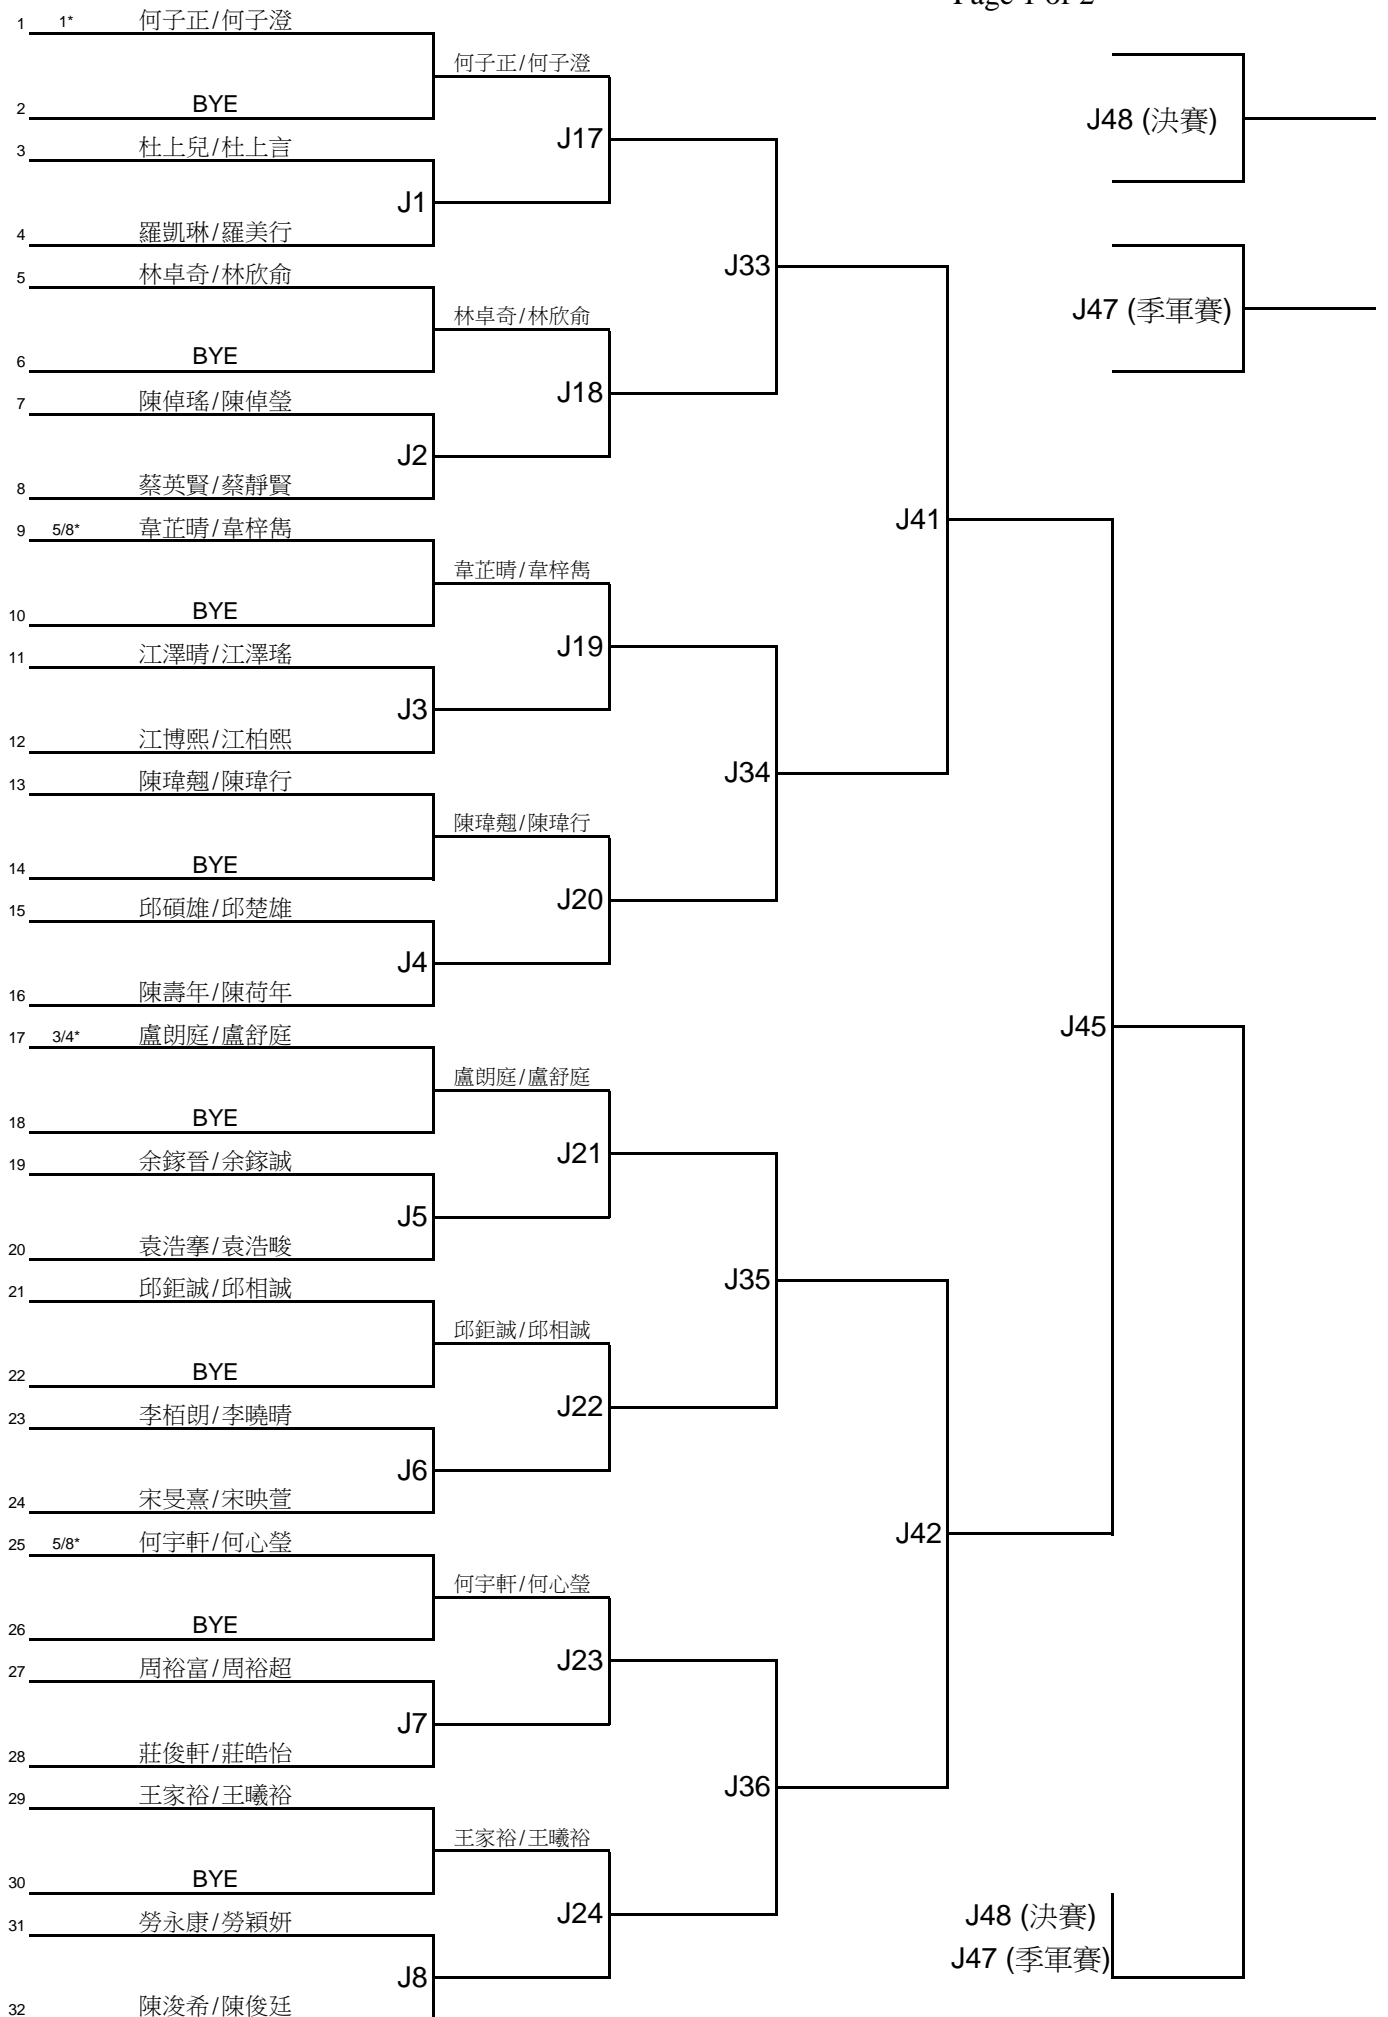 Page 1 of 2
1 1* 何子正/何子澄
何子正/何子澄
2 BYE
J17
J48 (決賽)
3 杜上兒/杜上言
J1
4 羅凱琳/羅美行
J33
5 林卓奇/林欣俞
林卓奇/林欣俞
J47 (季軍賽)
6 BYE
J18
7 陳倬瑤/陳倬瑩
J2
8 蔡英賢/蔡靜賢
J41
9 5/8* 韋芷晴/韋梓雋
韋芷晴/韋梓雋
10 BYE
J19
11 江澤晴/江澤瑤
J3
12 江博熙/江柏熙
J34
13 陳瑋翹/陳瑋行
陳瑋翹/陳瑋行
14 BYE
J20
15 邱碩雄/邱楚雄
J4
16 陳壽年/陳荷年
J45
17 3/4* 盧朗庭/盧舒庭
盧朗庭/盧舒庭
18 BYE
J21
19 余鎵晉/余鎵誠
J5
20 袁浩搴/袁浩畯
J35
21 邱鉅誠/邱相誠
邱鉅誠/邱相誠
22 BYE
J22
23 李栢朗/李曉晴
J6
24 宋旻熹/宋映萱
J42
25 5/8* 何宇軒/何心瑩
何宇軒/何心瑩
26 BYE
J23
27 周裕富/周裕超
J7
28 莊俊軒/莊皓怡
J36
29 王家裕/王曦裕
王家裕/王曦裕
30 BYE
J24
J48 (決賽)
31 勞永康/勞穎妍
J47 (季軍賽)
J8
32 陳浚希/陳俊廷